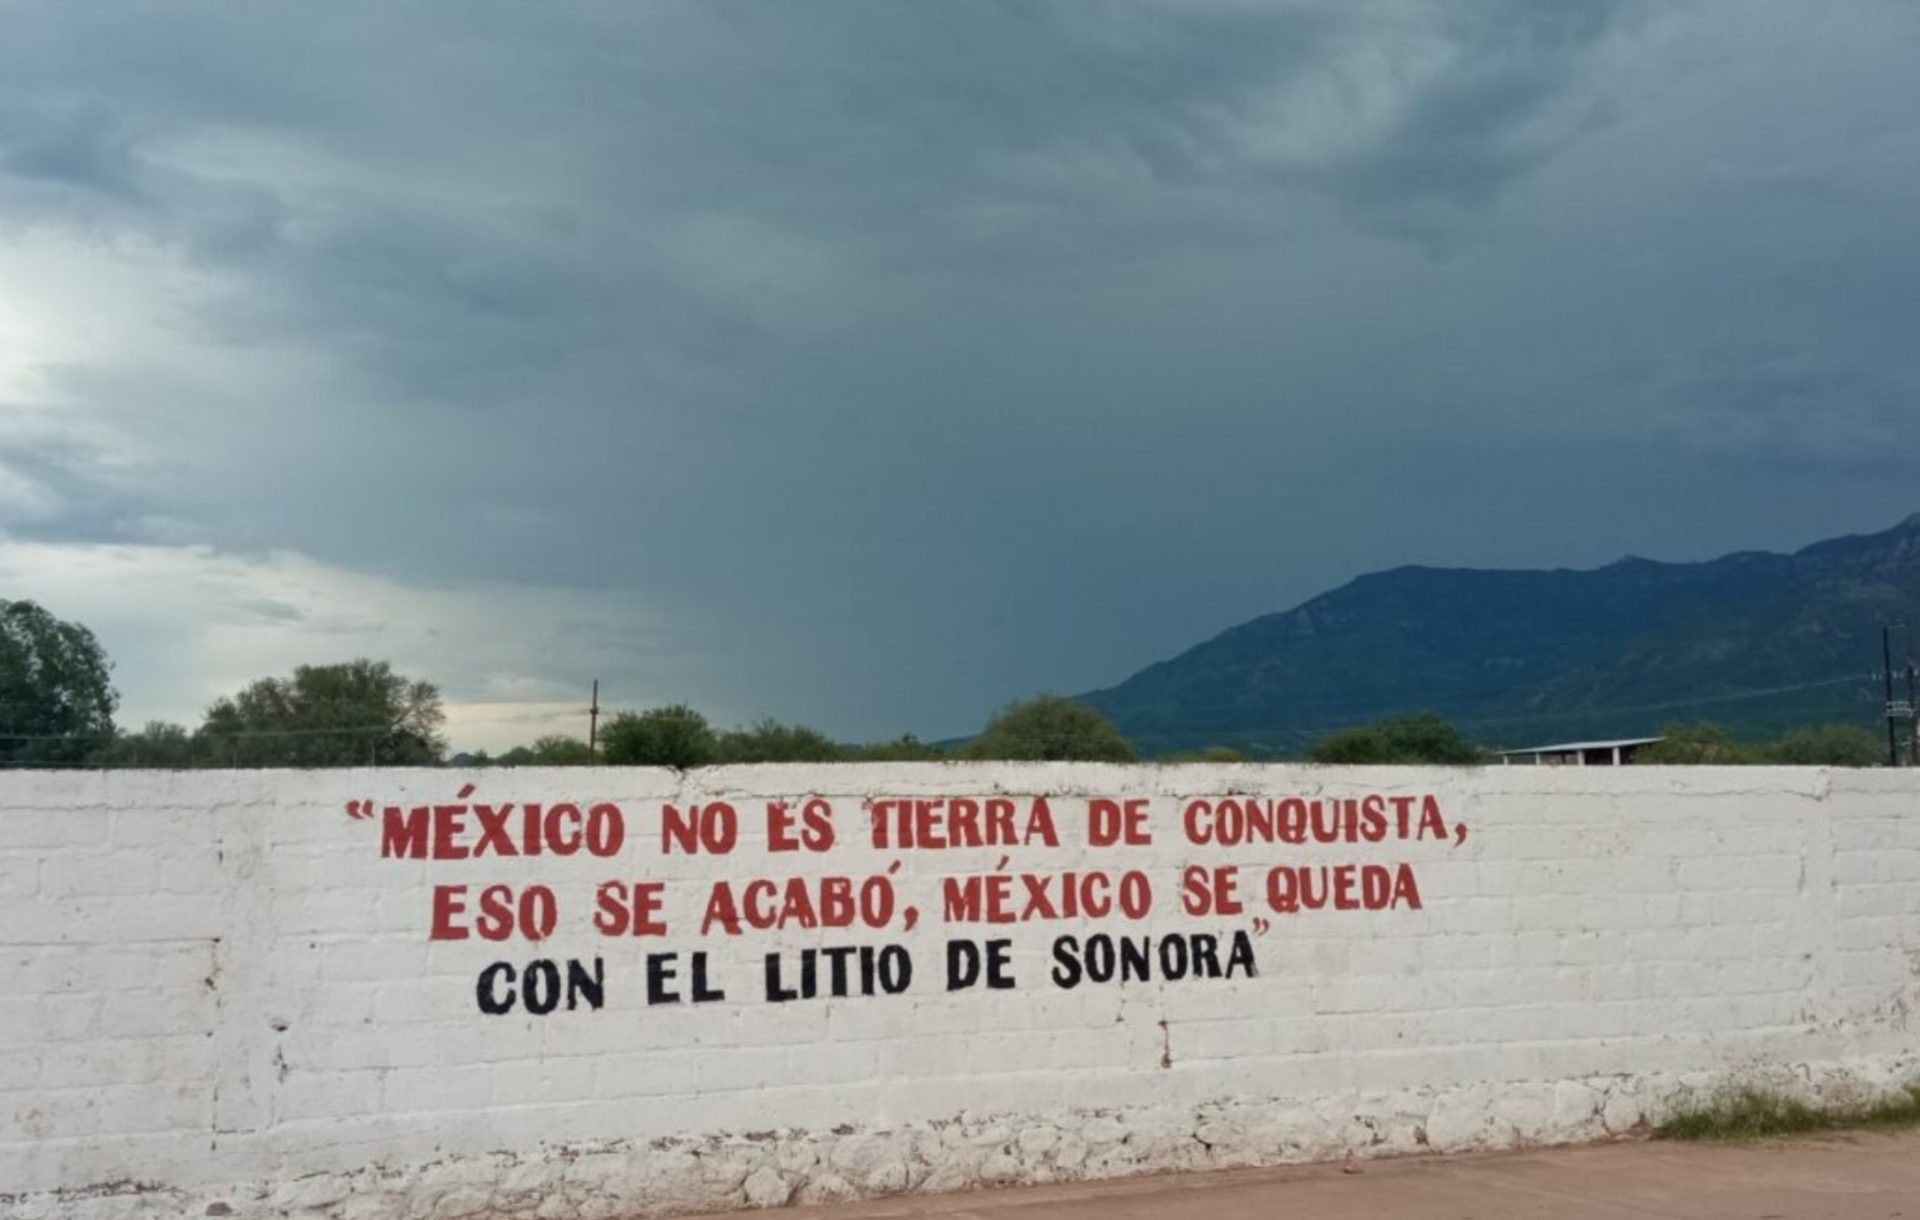 “MÉXICO NO ES TIERRA DE CONQUISTA,
ESO SE ACABÓ, MÉXICO SE QUEDA
CON EL LITIO DE SONORA”